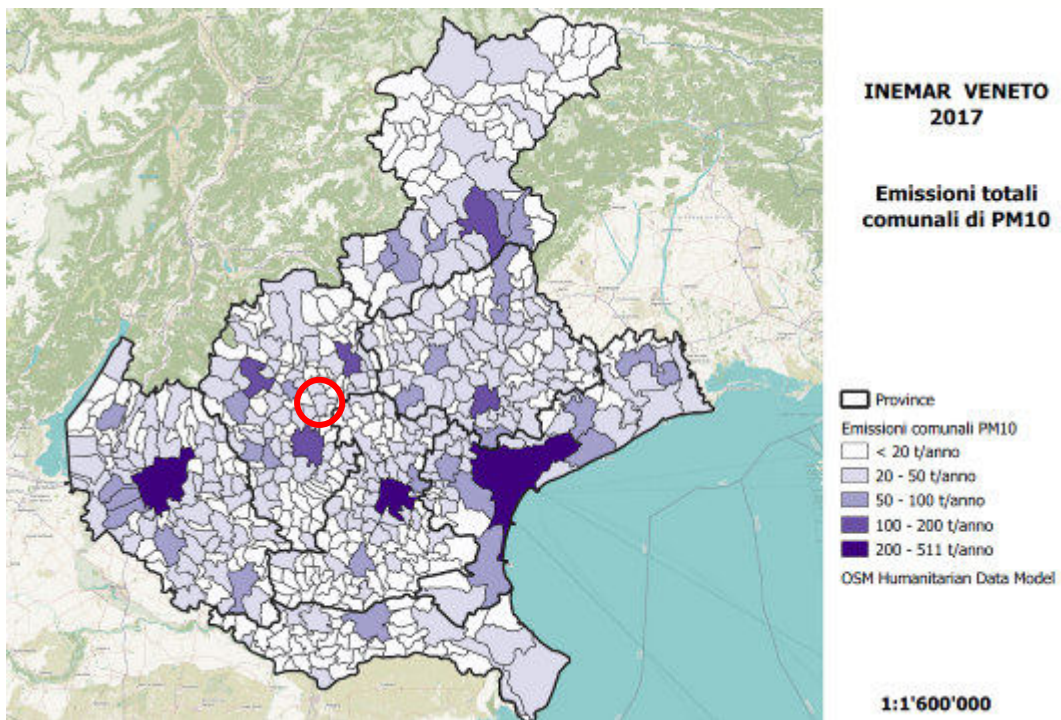 INEMAR VENETO
2017
Emissioni totali
comunali di PM10
Province
Emissioni comunali PM10
< 20 t/anno
20 - 50 t/anno
50 - 100 t/anno
100 - 200 t/anno
200 - 511 t/anno
OSM Humanitarian Data Model
1:1'600'000